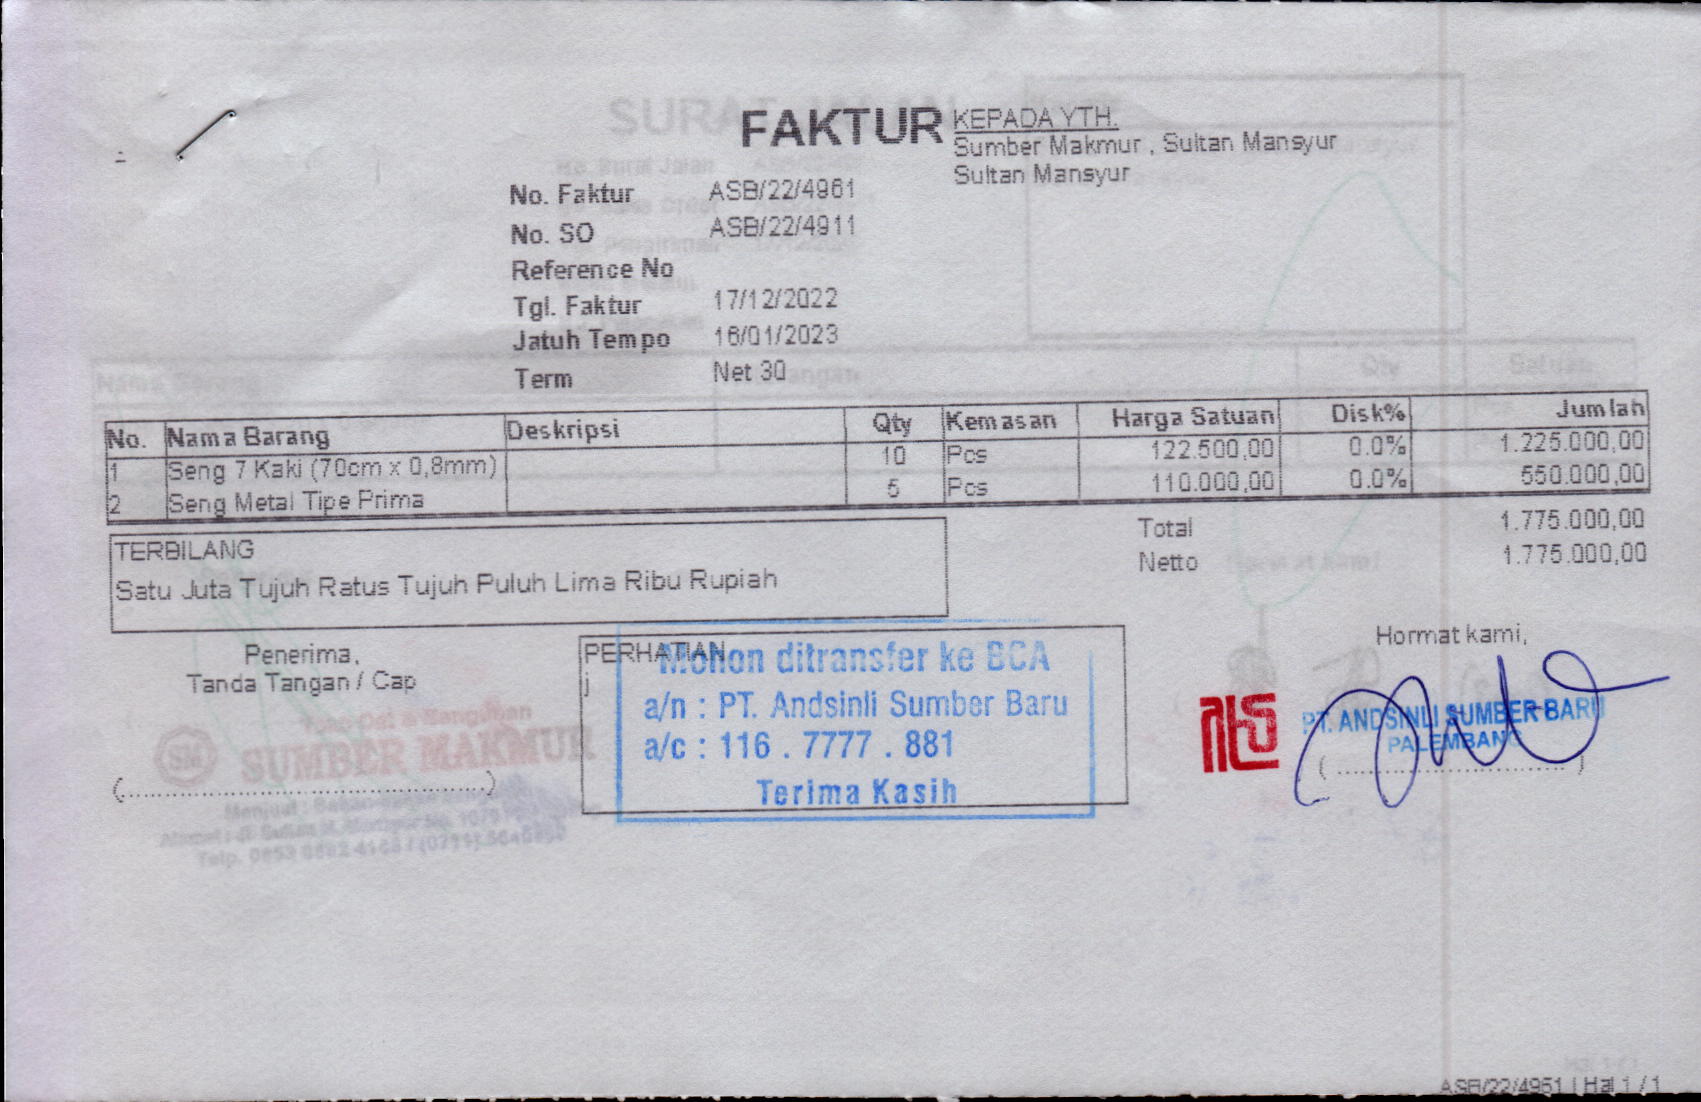 FAKTUR
KEPADA YTH.
Sumber Makmur , Sultan Mansyur
Sultan Mansyur
No. Faktur ASB/22/4961
No. SO ASB/22/4911
Reference No
Tgl. Faktur 17/12/2022
Jatuh Tempo 16/01/2023
Term Net 30
No. Nama Barang Deskripsi Qty Kemasan Harga Satuan Disk% Jumlah
1 Seng 7 Kaki (70cm x 0,8mm) 10 Pcs 122.500,00 0.0% 1.225.000,00
2 Seng Metal Tipe Prima 5 Pcs 110.000,00 0.0% 550.000,00
Total 1.775.000,00
Netto 1.775.000,00
TERBILANG
Satu Juta Tujuh Ratus Tujuh Puluh Lima Ribu Rupiah
Penerima,
Tanda Tangan / Cap
SM
SUMBER MAKMUR
(....................................................)
PERHATIAN
j
Mohon ditransfer ke BCA
a/n : PT. Andsinli Sumber Baru
a/c : 116 . 7777 . 881
Terima Kasih
Hormat kami,
PT. ANDSINLI SUMBER BARU
PALEMBANG
( ................................ )
ASB/22/4961 | Hal 1 / 1